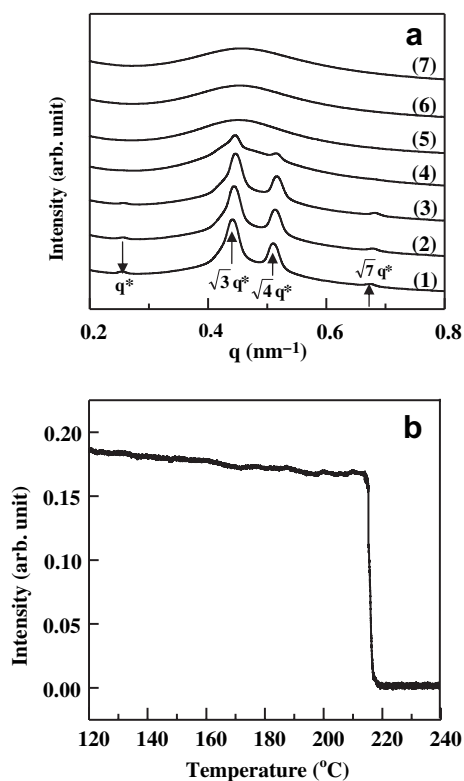 a
(7)
(6)
(5)
(4)
(3)
(2)
(1)
q*
√3 q*
√4 q*
√7 q*
Intensity (arb. unit)
0.2 0.4 0.6 0.8
q (nm⁻¹)
b
0.20
0.15
0.10
0.05
0.00
Intensity (arb. unit)
120 140 160 180 200 220 240
Temperature (°C)